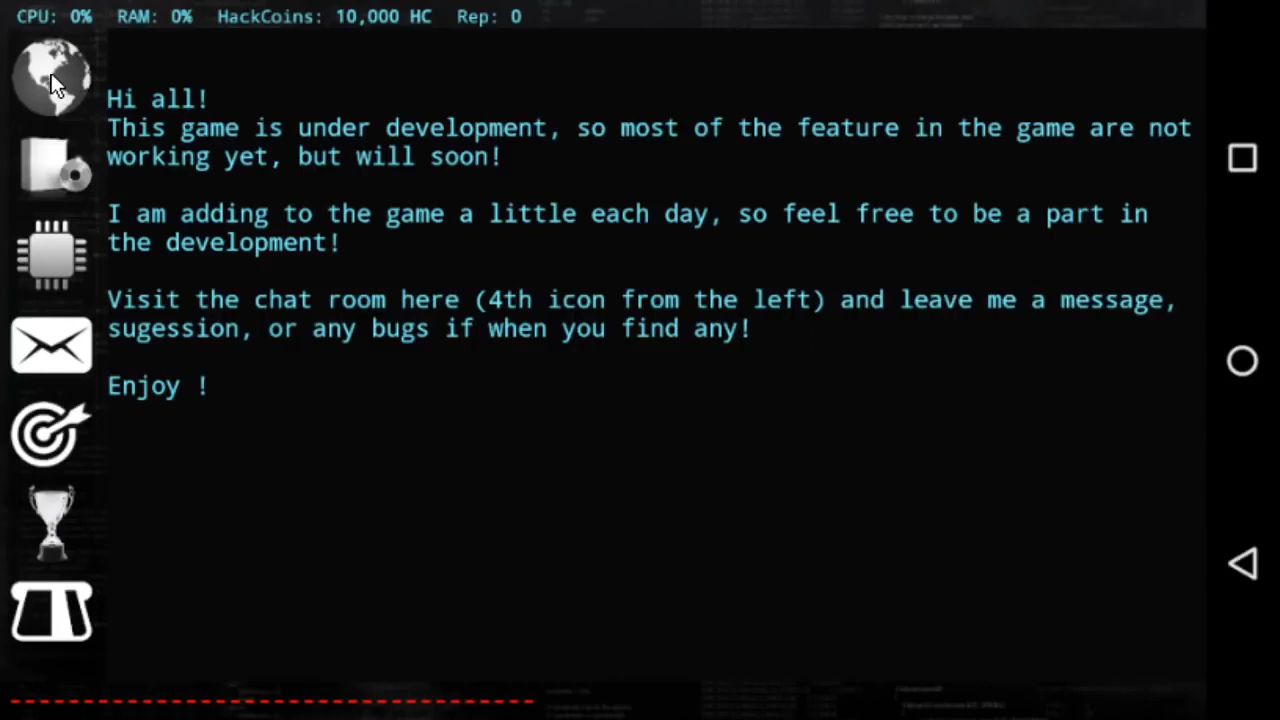 CPU: 0% RAM: 0% HackCoins: 10,000 HC Rep: 0
Hi all!
This game is under development, so most of the feature in the game are not
working yet, but will soon!
I am adding to the game a little each day, so feel free to be a part in
the development!
Visit the chat room here (4th icon from the left) and leave me a message,
sugession, or any bugs if when you find any!
Enjoy !